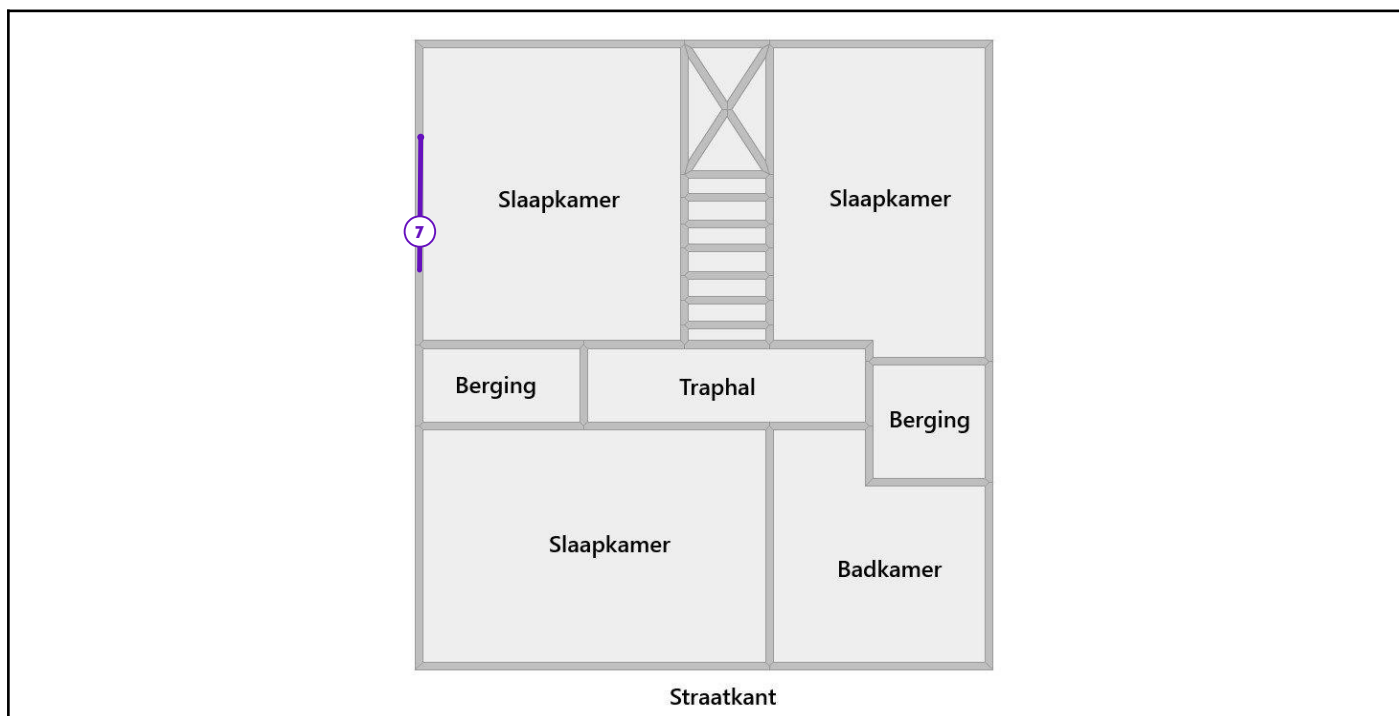 Slaapkamer
Slaapkamer
7
Berging
Traphal
Berging
Slaapkamer
Badkamer
Straatkant